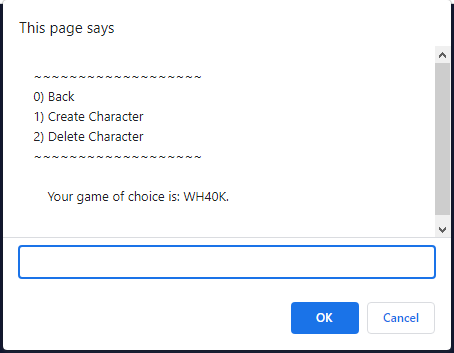 This page says
~~~~~~~~~~~~~~~~~~~
0) Back
1) Create Character
2) Delete Character
~~~~~~~~~~~~~~~~~~~
Your game of choice is: WH40K.
OK
Cancel